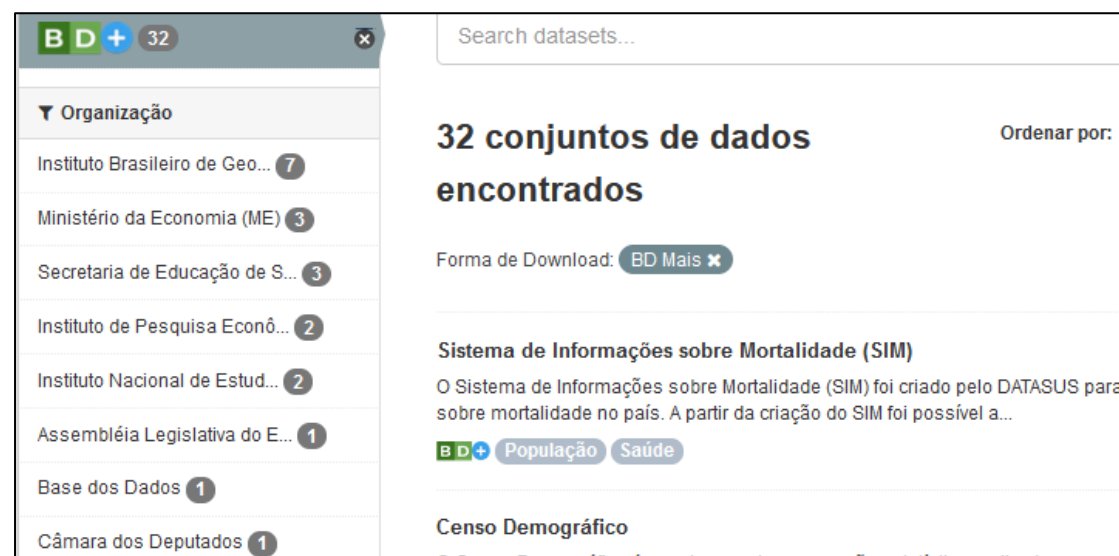 B D + 32
Organização
Instituto Brasileiro de Geo... 7
Ministério da Economia (ME) 3
Secretaria de Educação de S... 3
Instituto de Pesquisa Econô... 2
Instituto Nacional de Estud... 2
Assembléia Legislativa do E... 1
Base dos Dados 1
Câmara dos Deputados 1
Search datasets...
32 conjuntos de dados
encontrados
Ordenar por:
Forma de Download: BD Mais ✖
Sistema de Informações sobre Mortalidade (SIM)
O Sistema de Informações sobre Mortalidade (SIM) foi criado pelo DATASUS para
sobre mortalidade no país. A partir da criação do SIM foi possível a...
B D + População Saúde
Censo Demográfico